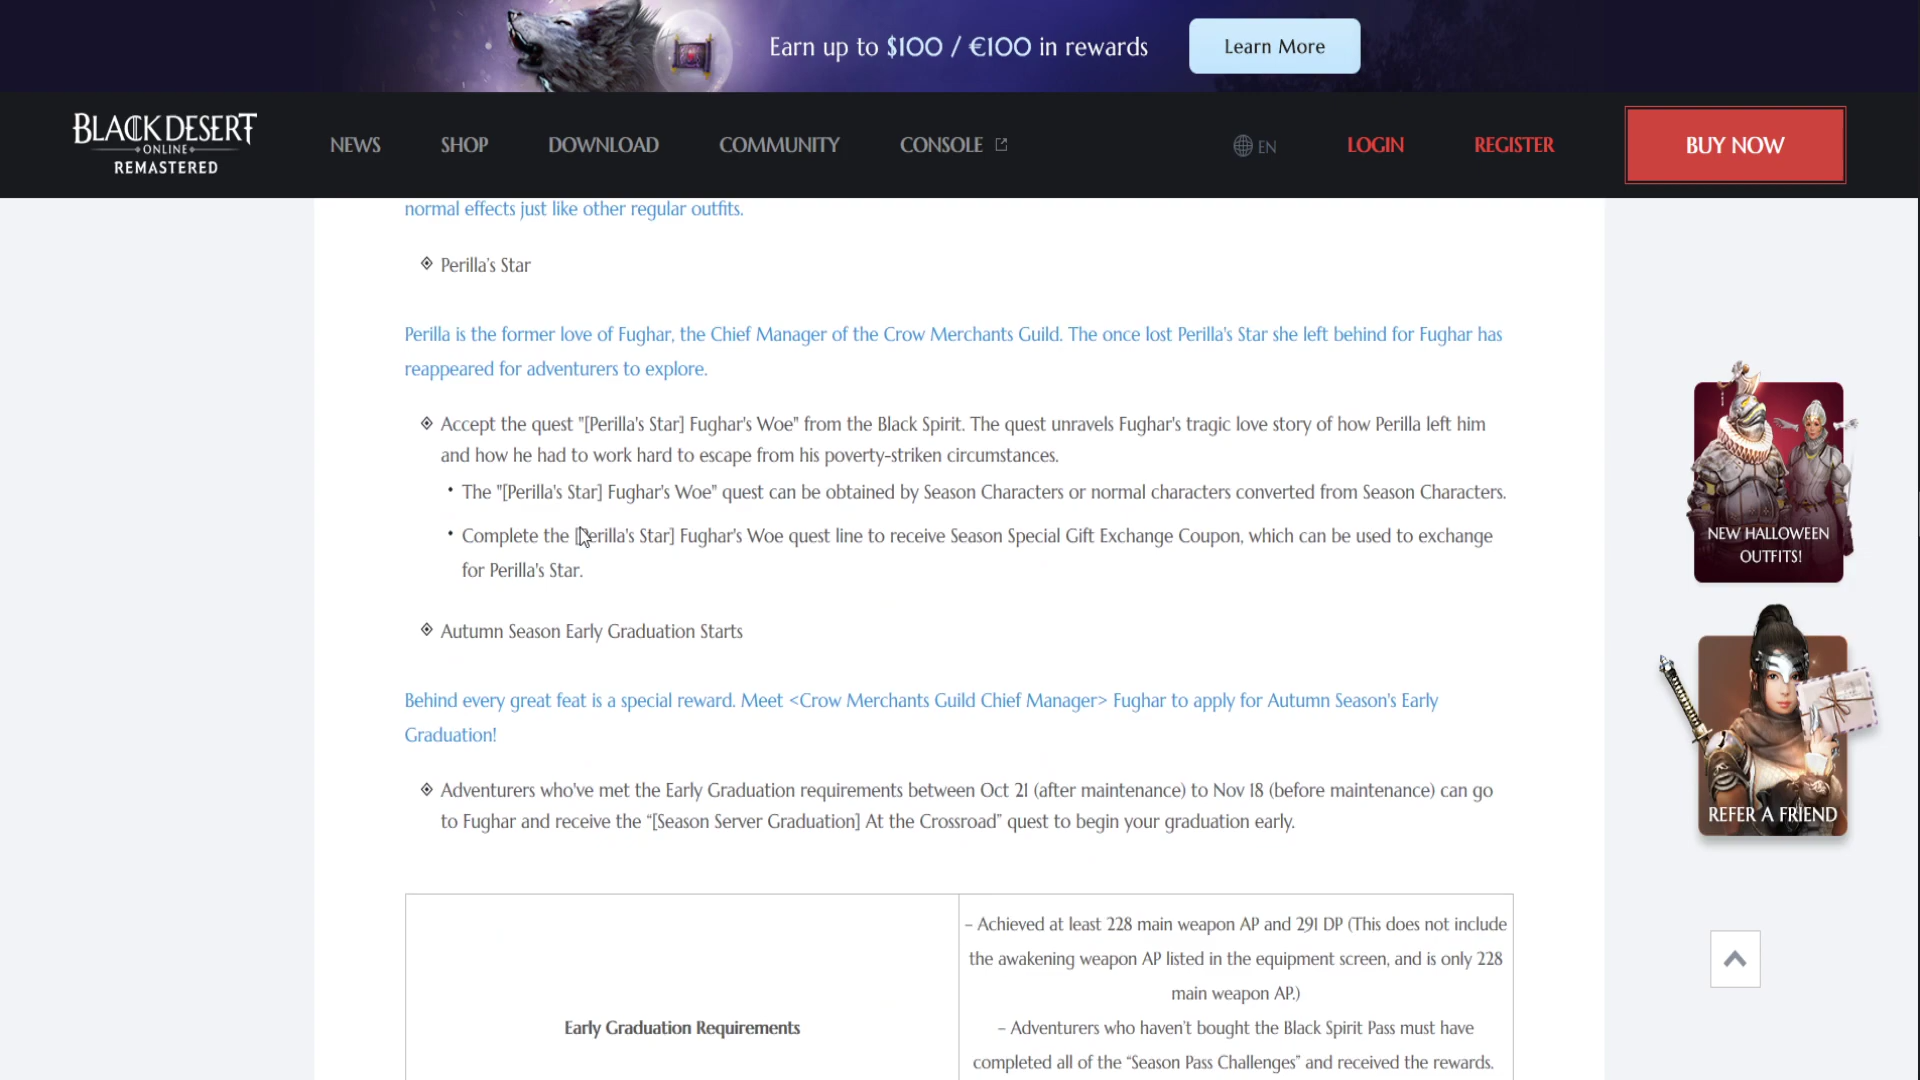 Earn up to $100 / €100 in rewards
Learn More
BLACK DESERT
ONLINE
REMASTERED
NEWS
SHOP
DOWNLOAD
COMMUNITY
CONSOLE
EN
LOGIN
REGISTER
BUY NOW
normal effects just like other regular outfits.
Perilla's Star
Perilla is the former love of Fughar, the Chief Manager of the Crow Merchants Guild. The once lost Perilla's Star she left behind for Fughar has
reappeared for adventurers to explore.
Accept the quest "[Perilla's Star] Fughar's Woe" from the Black Spirit. The quest unravels Fughar's tragic love story of how Perilla left him
and how he had to work hard to escape from his poverty-striken circumstances.
The "[Perilla's Star] Fughar's Woe" quest can be obtained by Season Characters or normal characters converted from Season Characters.
Complete the [Perilla's Star] Fughar's Woe quest line to receive Season Special Gift Exchange Coupon, which can be used to exchange
for Perilla's Star.
Autumn Season Early Graduation Starts
Behind every great feat is a special reward. Meet <Crow Merchants Guild Chief Manager> Fughar to apply for Autumn Season's Early
Graduation!
Adventurers who've met the Early Graduation requirements between Oct 21 (after maintenance) to Nov 18 (before maintenance) can go
to Fughar and receive the “[Season Server Graduation] At the Crossroad” quest to begin your graduation early.
Early Graduation Requirements
– Achieved at least 228 main weapon AP and 291 DP (This does not include
the awakening weapon AP listed in the equipment screen, and is only 228
main weapon AP.)
– Adventurers who haven't bought the Black Spirit Pass must have
completed all of the “Season Pass Challenges” and received the rewards.
NEW HALLOWEEN
OUTFITS!
REFER A FRIEND